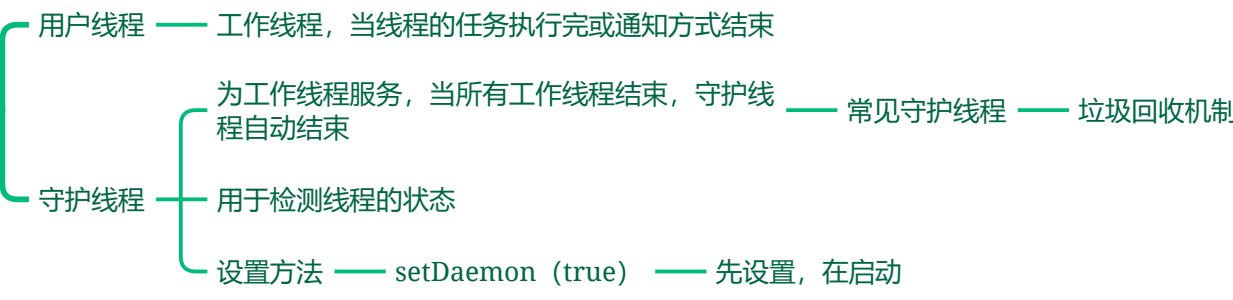 用户线程
工作线程，当线程的任务执行完或通知方式结束
为工作线程服务，当所有工作线程结束，守护线
程自动结束
常见守护线程
垃圾回收机制
守护线程
用于检测线程的状态
设置方法
setDaemon（true）
先设置，在启动